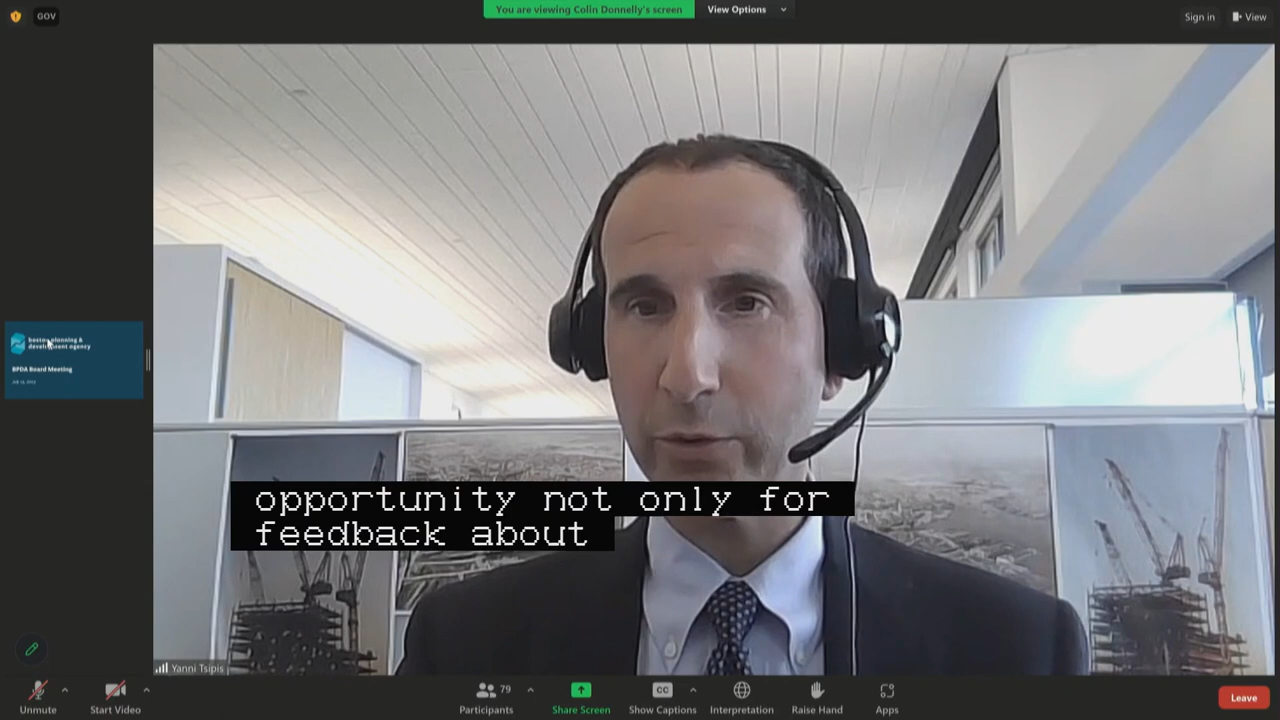 GOV
You are viewing Colin Donnelly's screen
View Options
Sign in
View
boston planning &
development agency
BPDA Board Meeting
opportunity not only for
feedback about
Yanni Tsipis
Unmute
Start Video
Participants
79
Share Screen
CC
Show Captions
Interpretation
Raise Hand
Apps
Leave